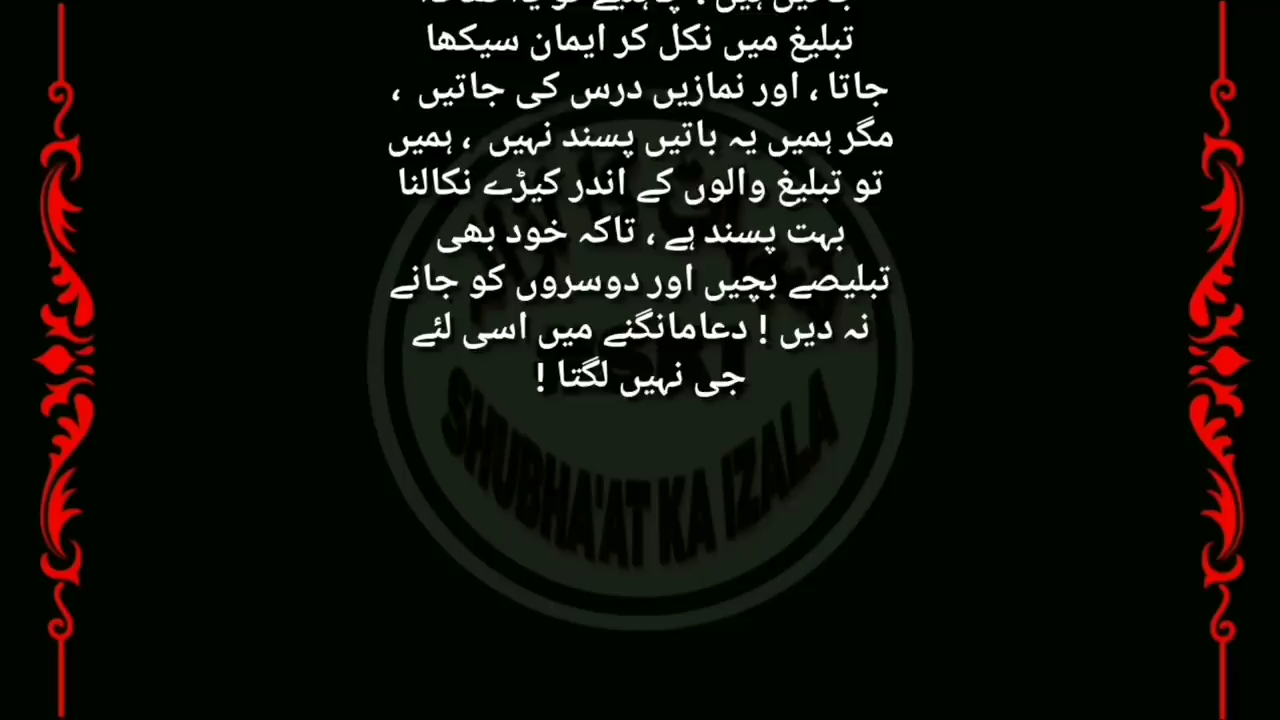 تبلیغ میں نکل کر ایمان سیکھا
جاتا ، اور نمازیں درس کی جاتیں ،
مگر ہمیں یہ باتیں پسند نہیں ، ہمیں
تو تبلیغ والوں کے اندر کیڑے نکالنا
بہت پسند ہے ، تاکہ خود بھی
تبلیصے بچیں اور دوسروں کو جانے
نہ دیں ! دعامانگنے میں اسی لئے
جی نہیں لگتا !
SHUBHA'AT KA IZALA